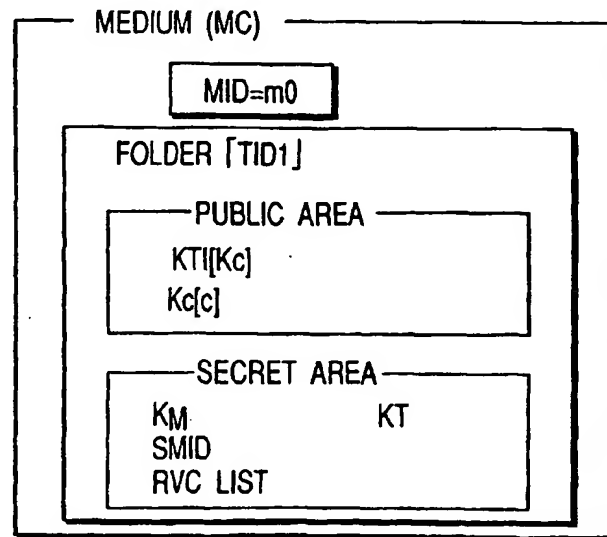 MEDIUM (MC)
MID=m0
FOLDER「TID1」
PUBLIC AREA
KTI[Kc]
Kc[c]
SECRET AREA
KM KT
SMID
RVC LIST